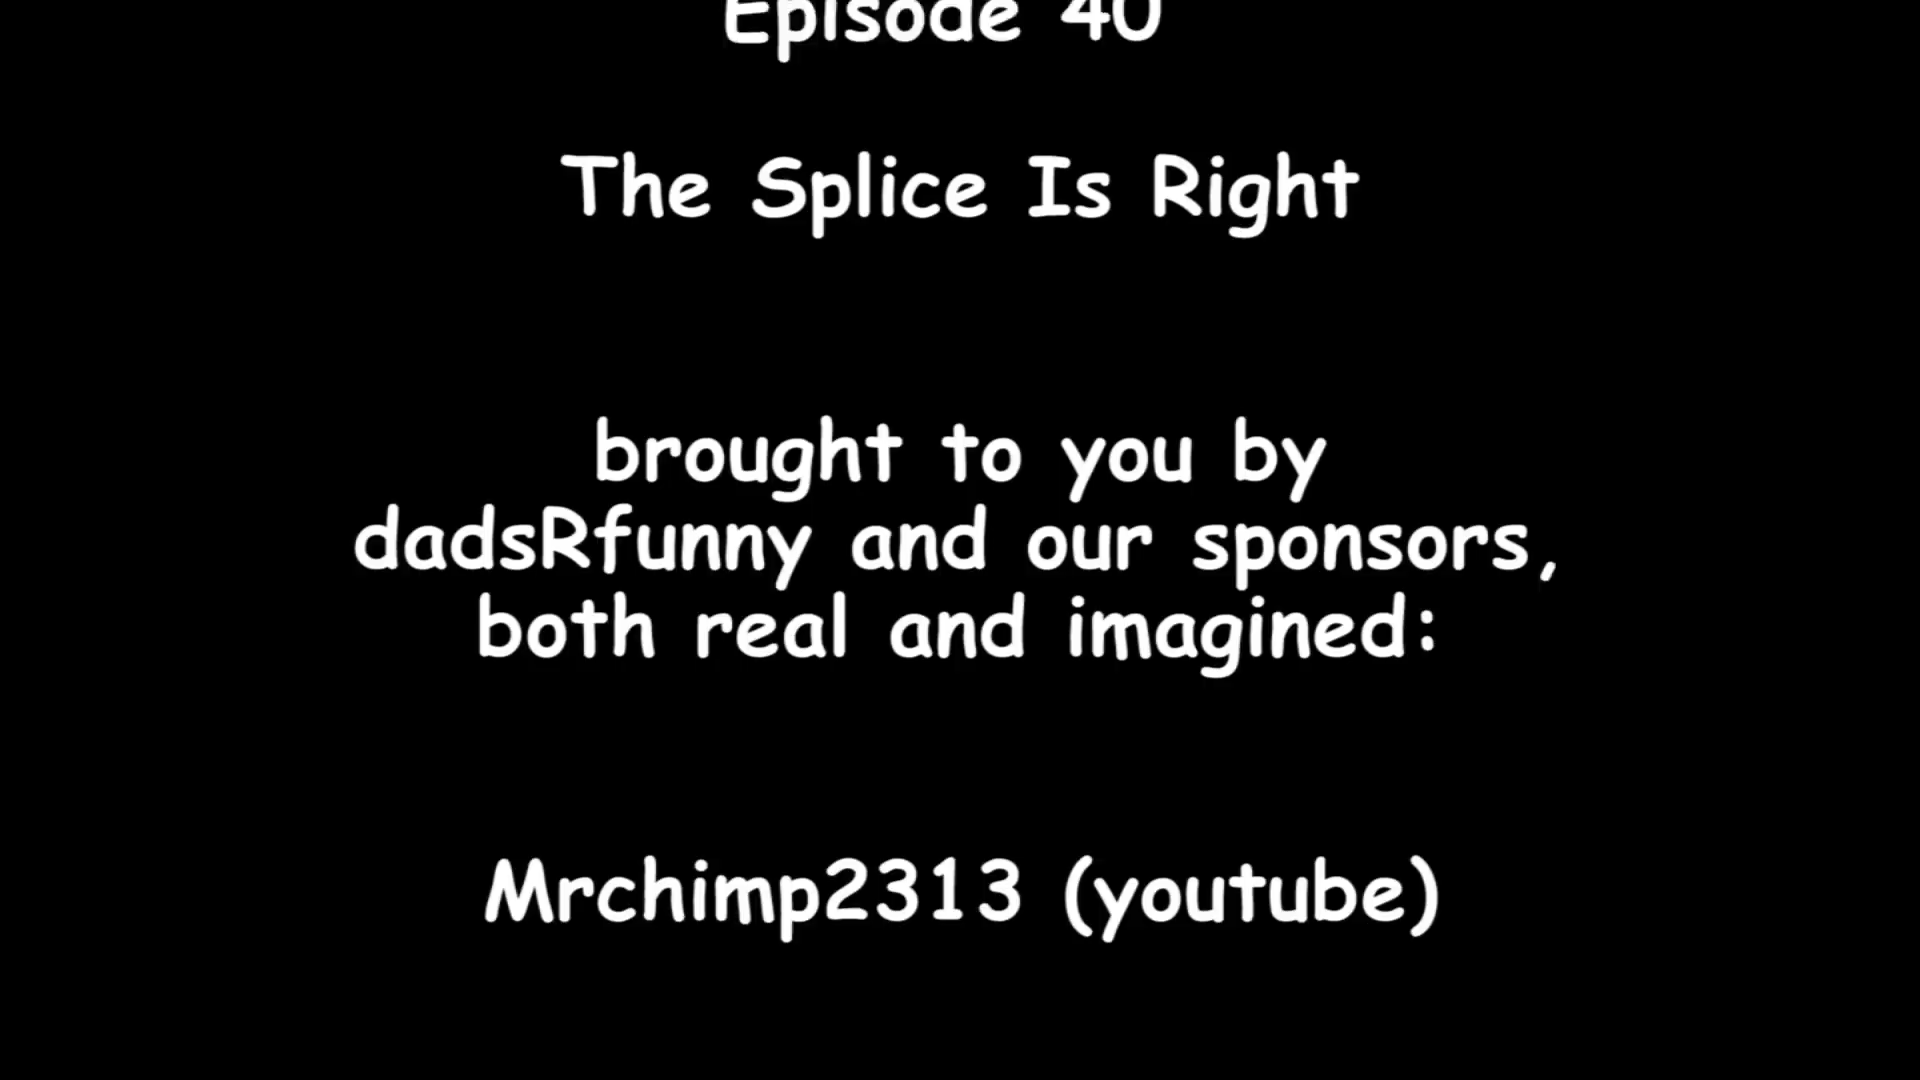 Episode 40
The Splice Is Right
brought to you by
dadsRfunny and our sponsors,
both real and imagined:
Mrchimp2313 (youtube)